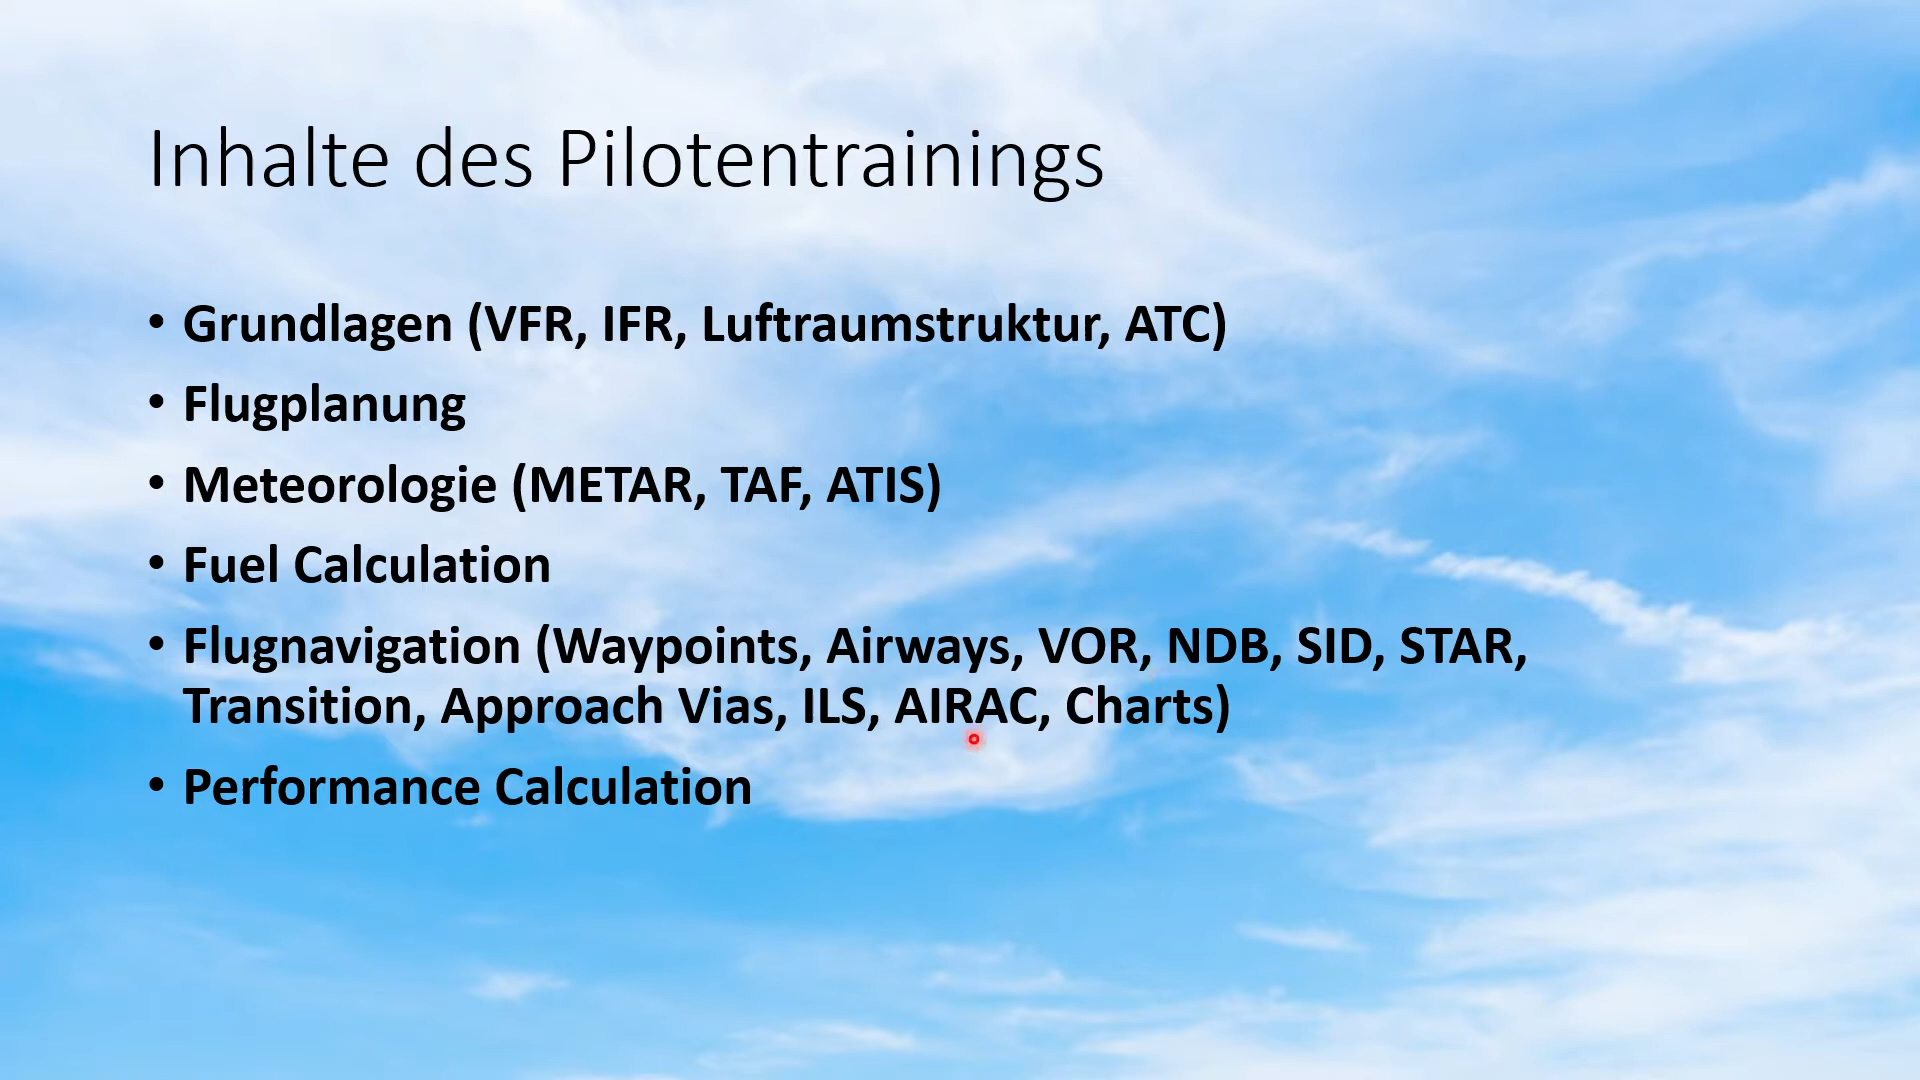 Inhalte des Pilotentrainings
• Grundlagen (VFR, IFR, Luftraumstruktur, ATC)
• Flugplanung
• Meteorologie (METAR, TAF, ATIS)
• Fuel Calculation
• Flugnavigation (Waypoints, Airways, VOR, NDB, SID, STAR,
Transition, Approach Vias, ILS, AIRAC, Charts)
• Performance Calculation